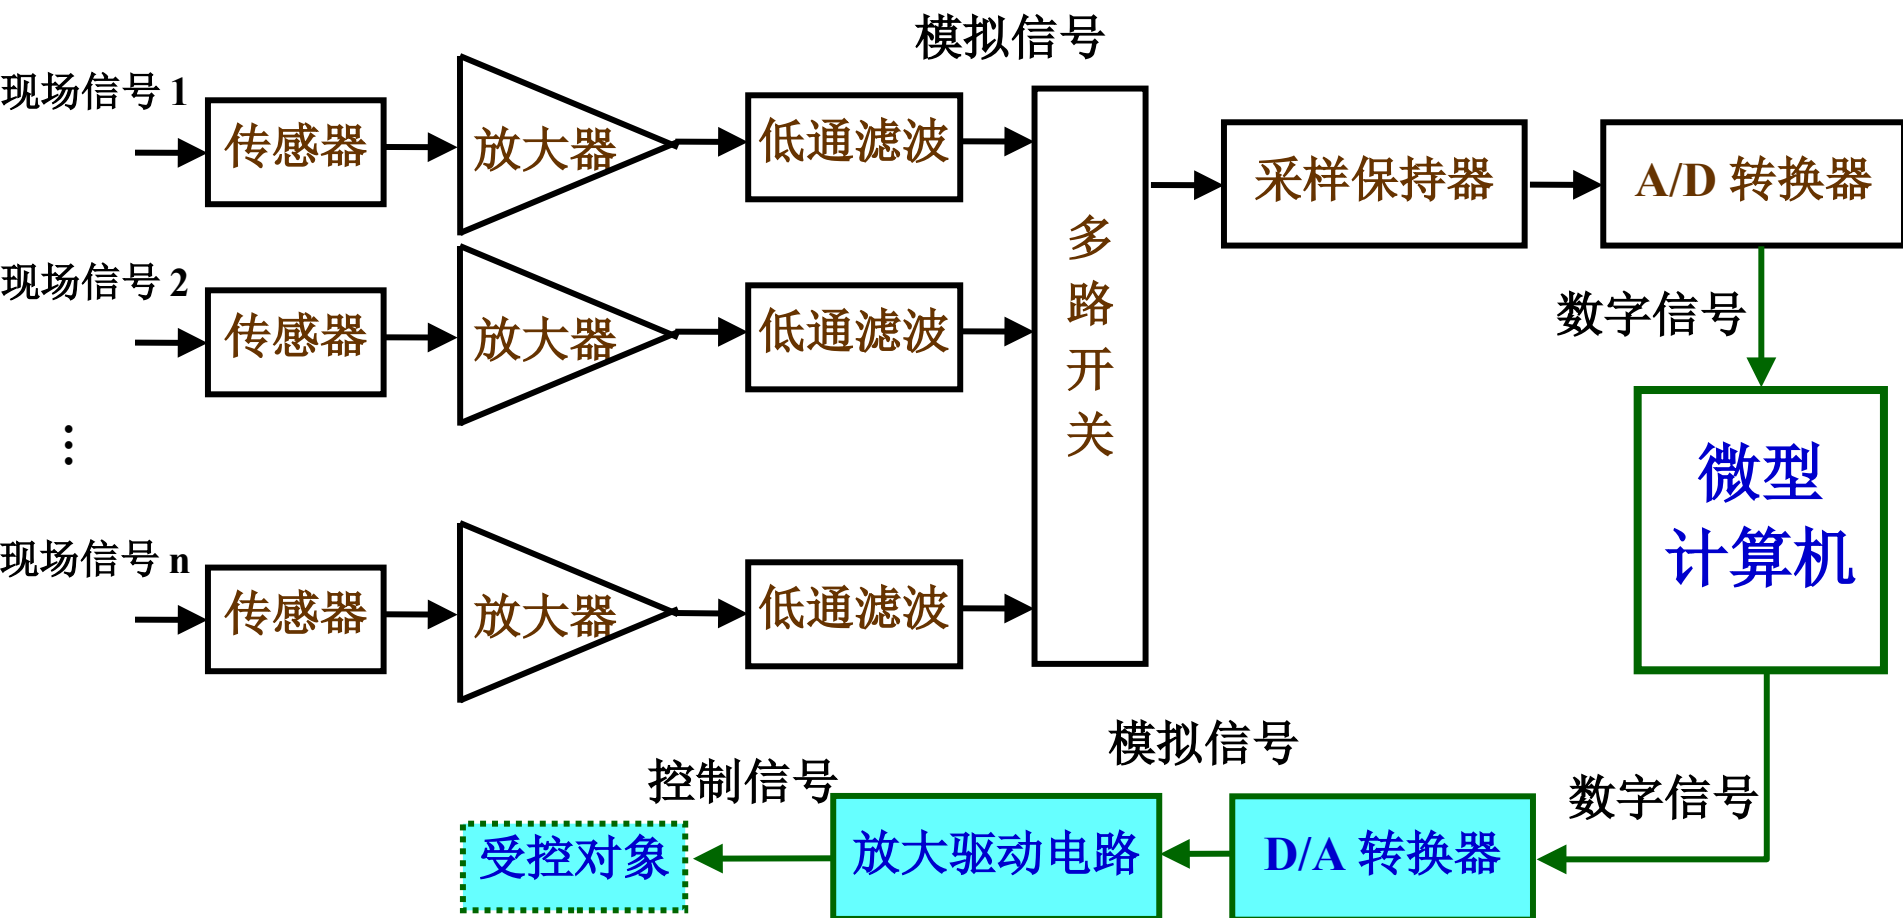 模拟信号
现场信号 1
传感器
放大器
低通滤波
采样保持器
A/D 转换器
多
路
开
关
现场信号 2
传感器
放大器
低通滤波
数字信号
微型
计算机
现场信号 n
传感器
放大器
低通滤波
模拟信号
控制信号
数字信号
受控对象
放大驱动电路
D/A 转换器